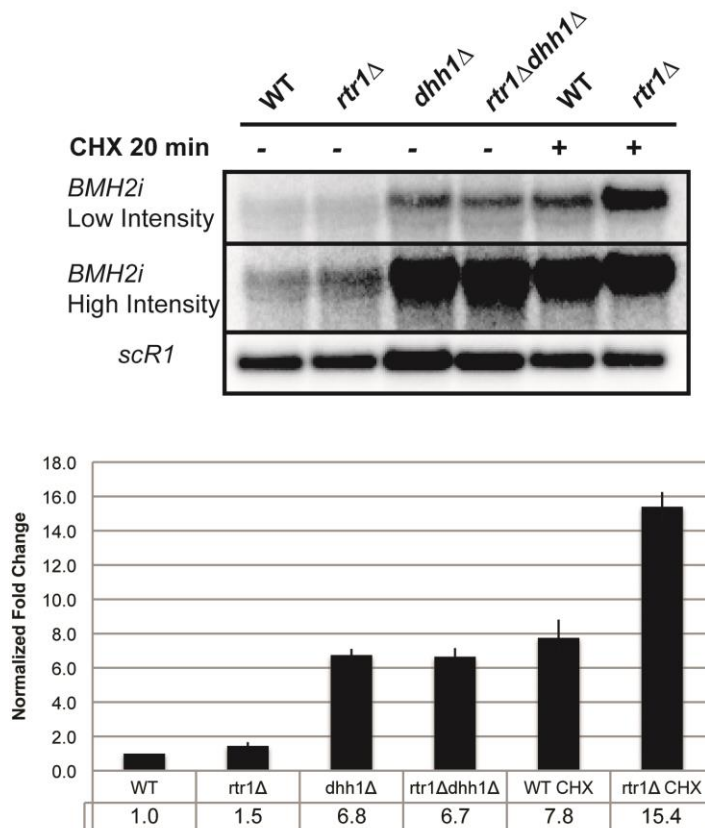 WT rtr1Δ dhh1Δ rtr1Δdhh1Δ WT rtr1Δ
CHX 20 min - - - - + +
BMH2i
Low Intensity
BMH2i
High Intensity
scR1
Normalized Fold Change
18.0
16.0
14.0
12.0
10.0
8.0
6.0
4.0
2.0
0.0
WT rtr1Δ dhh1Δ rtr1Δdhh1Δ WT CHX rtr1Δ CHX
1.0 1.5 6.8 6.7 7.8 15.4